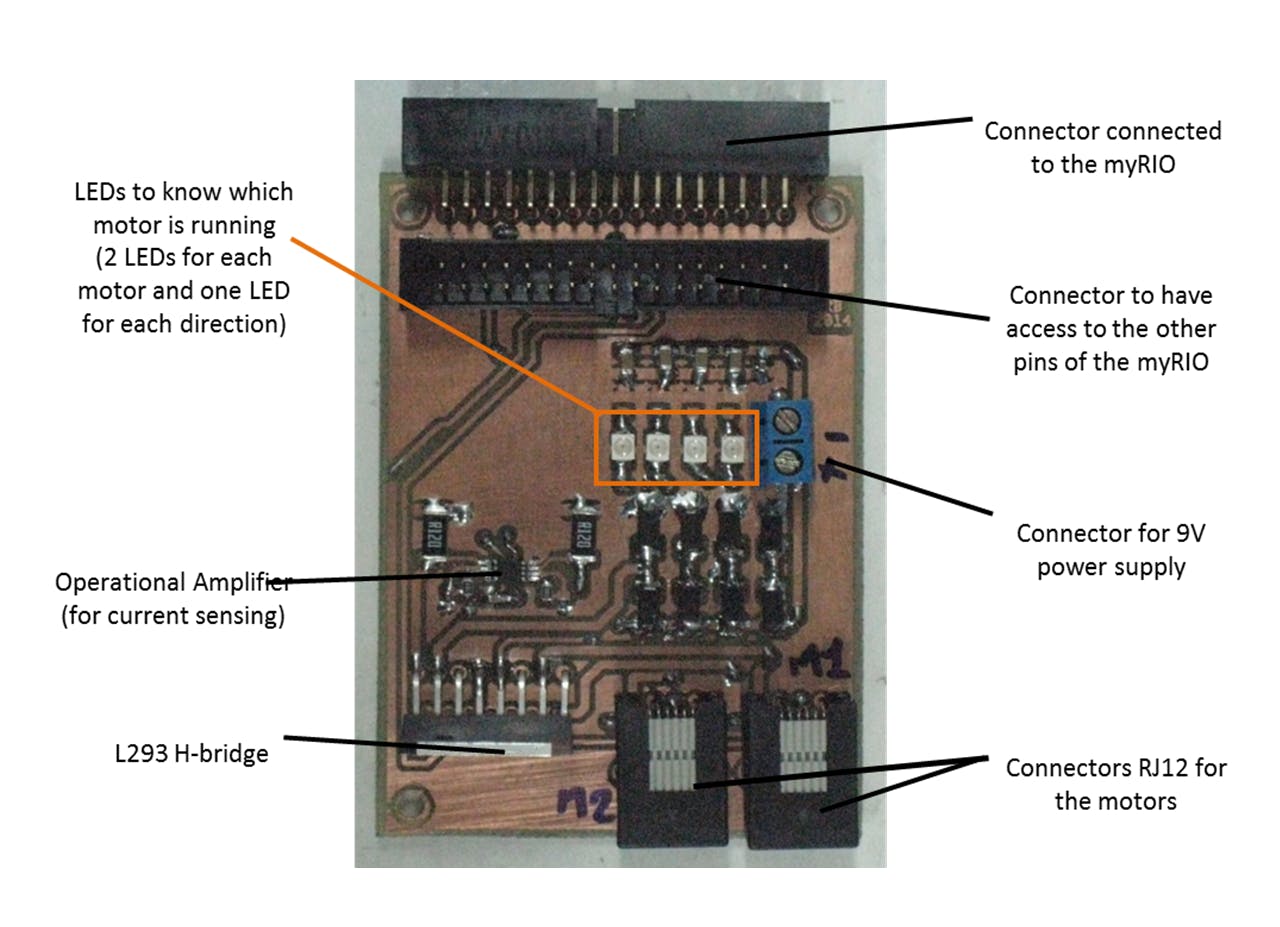 Connector connected
to the myRIO
LEDs to know which
motor is running
(2 LEDs for each
motor and one LED
for each direction)
Connector to have
access to the other
pins of the myRIO
2014
R120
R120
Connector for 9V
power supply
Operational Amplifier
(for current sensing)
M1
L293 H-bridge
Connectors RJ12 for
the motors
M2